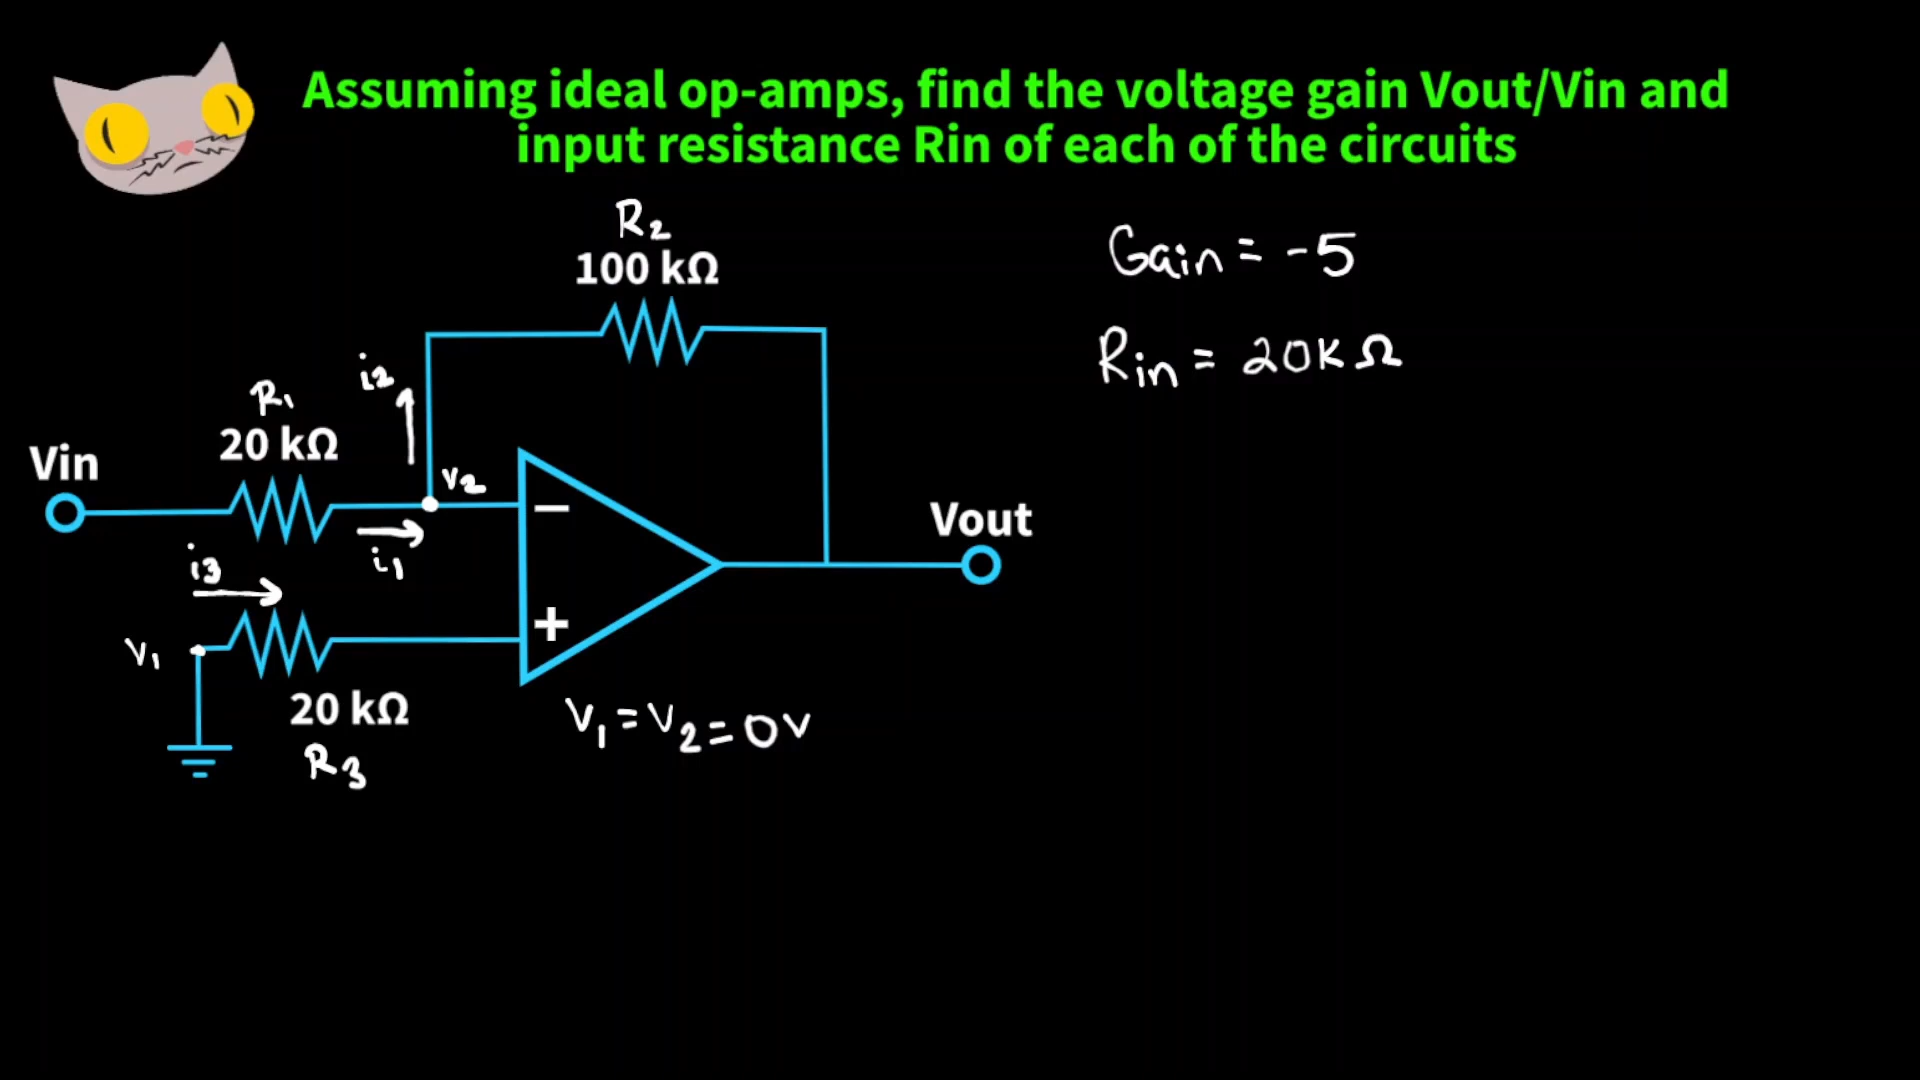 Assuming ideal op-amps, find the voltage gain Vout/Vin and
input resistance Rin of each of the circuits
R2
100 kΩ
Gain = -5
Rin = 20KΩ
i2
R1
20 kΩ
Vin
V2
−
Vout
i1
i3
+
V1
20 kΩ
R3
V1 = V2 = 0V